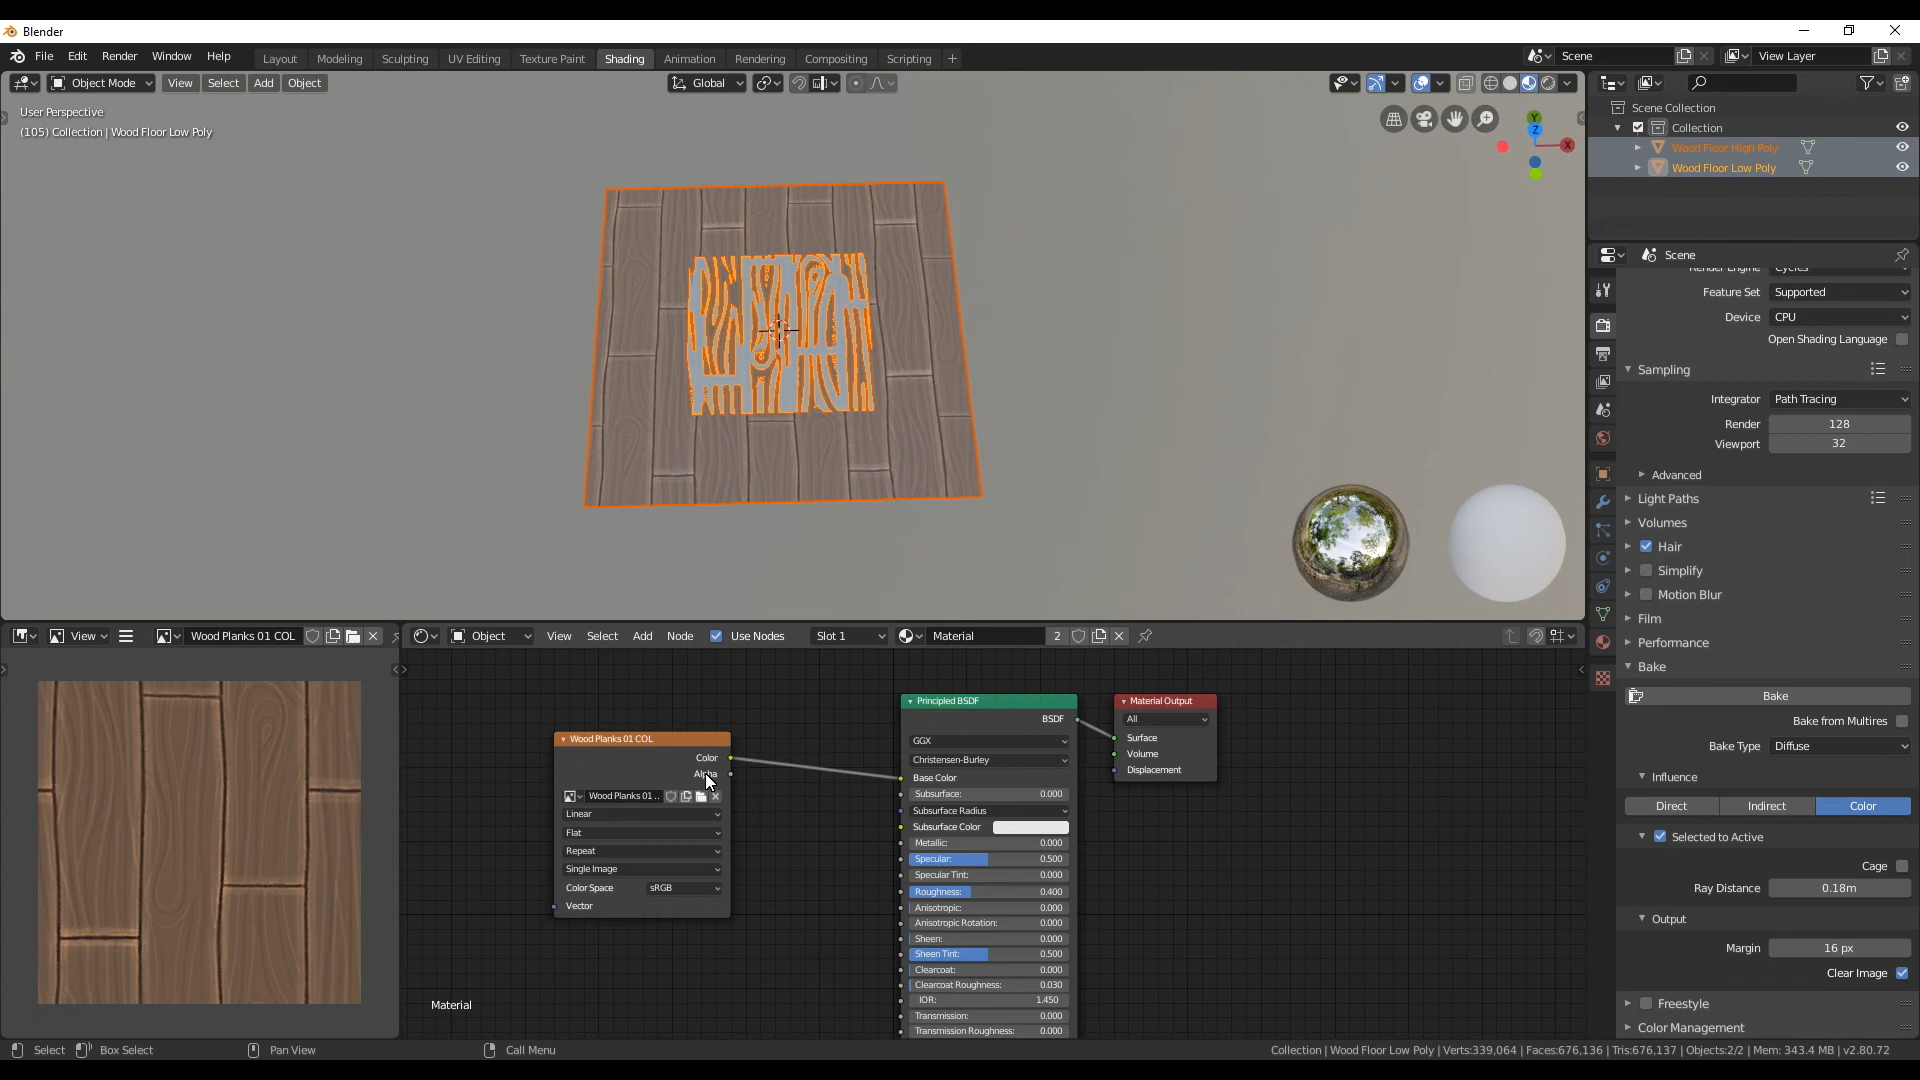 Blender
File Edit Render Window Help
Layout Modeling Sculpting UV Editing Texture Paint Shading Animation Rendering Compositing Scripting +
Scene
View Layer
Object Mode View Select Add Object
Global
User Perspective
(105) Collection | Wood Floor Low Poly
Y
Z
X
Scene Collection
Collection
Wood Floor High Poly
Wood Floor Low Poly
Scene
Render Engine Cycles
Feature Set Supported
Device CPU
Open Shading Language
Sampling
Integrator Path Tracing
Render 128
Viewport 32
Advanced
Light Paths
Volumes
Hair
Simplify
Motion Blur
Film
Performance
Bake
Bake
Bake from Multires
Bake Type Diffuse
Influence
Direct Indirect Color
Selected to Active
Cage
Ray Distance 0.18m
Output
Margin 16 px
Clear Image
Freestyle
Color Management
View Wood Planks 01 COL
Object View Select Add Node Use Nodes Slot 1 Material 2
Wood Planks 01 COL
Color
Alpha
Wood Planks 01 ..
Linear
Flat
Repeat
Single Image
Color Space sRGB
Vector
Principled BSDF
BSDF
GGX
Christensen-Burley
Base Color
Subsurface: 0.000
Subsurface Radius
Subsurface Color
Metallic: 0.000
Specular: 0.500
Specular Tint: 0.000
Roughness: 0.400
Anisotropic: 0.000
Anisotropic Rotation: 0.000
Sheen: 0.000
Sheen Tint: 0.500
Clearcoat: 0.000
Clearcoat Roughness: 0.030
IOR: 1.450
Transmission: 0.000
Transmission Roughness: 0.000
Material Output
All
Surface
Volume
Displacement
Material
Select Box Select Pan View Call Menu
Collection | Wood Floor Low Poly | Verts:339,064 | Faces:676,136 | Tris:676,137 | Objects:2/2 | Mem: 343.4 MB | v2.80.72